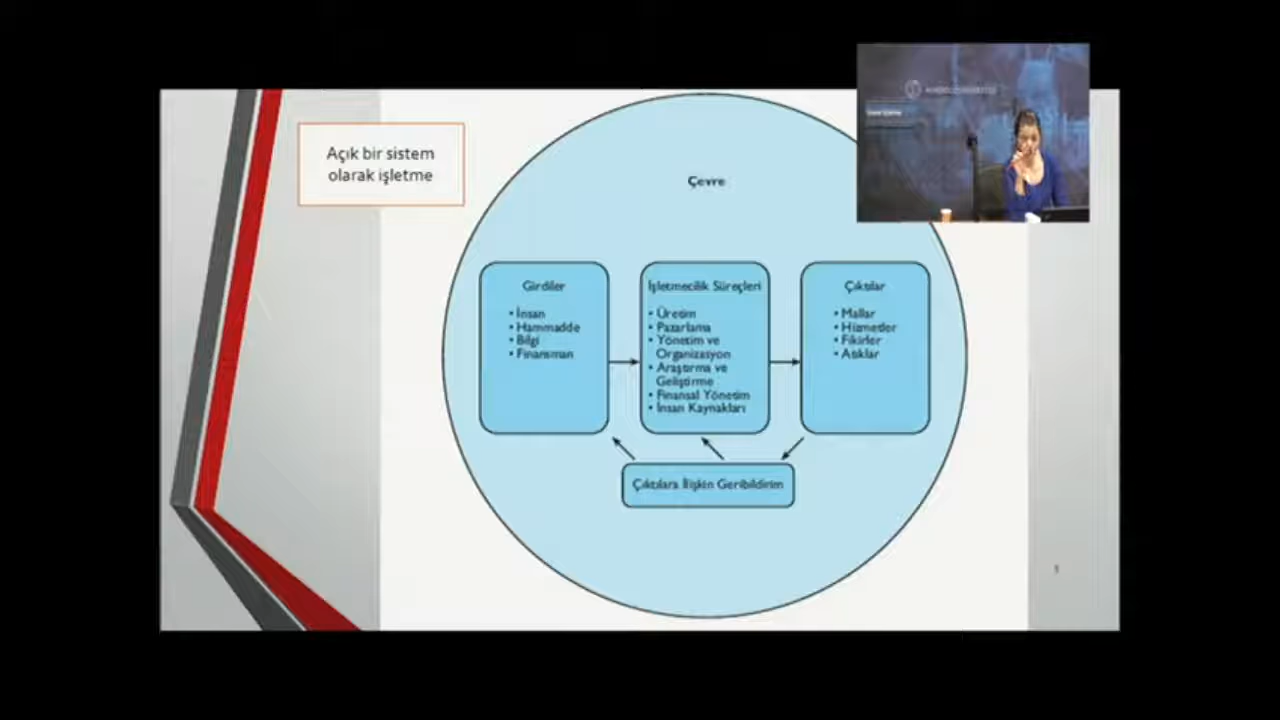 Açık bir sistem
olarak işletme
Çevre
Girdiler
• İnsan
• Hammadde
• Bilgi
• Finansman
İşletmecilik Süreçleri
• Üretim
• Pazarlama
• Yönetim ve
Organizasyon
• Araştırma ve
Geliştirme
• Finansal Yönetim
• İnsan Kaynakları
Çıktılar
• Mallar
• Hizmetler
• Fikirler
• Atıklar
Çıktılara İlişkin Geribildirim